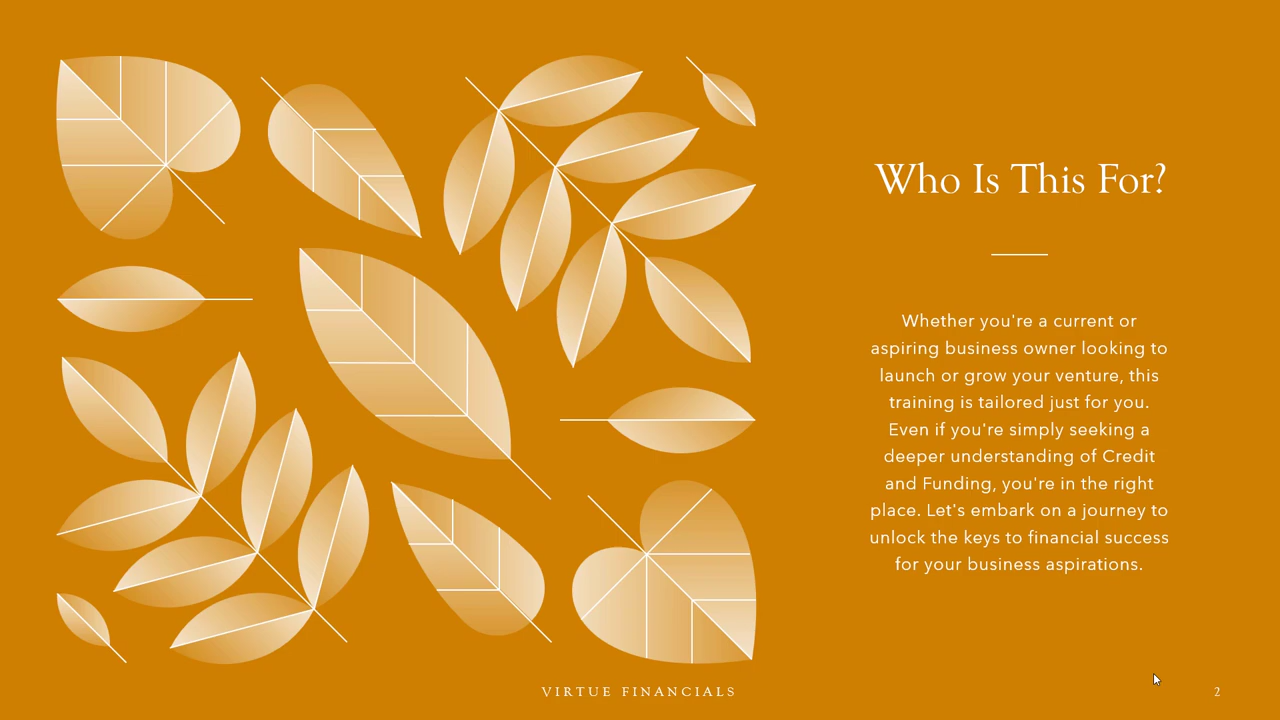 Who Is This For?
Whether you're a current or
aspiring business owner looking to
launch or grow your venture, this
training is tailored just for you.
Even if you're simply seeking a
deeper understanding of Credit
and Funding, you're in the right
place. Let's embark on a journey to
unlock the keys to financial success
for your business aspirations.
VIRTUE FINANCIALS
2